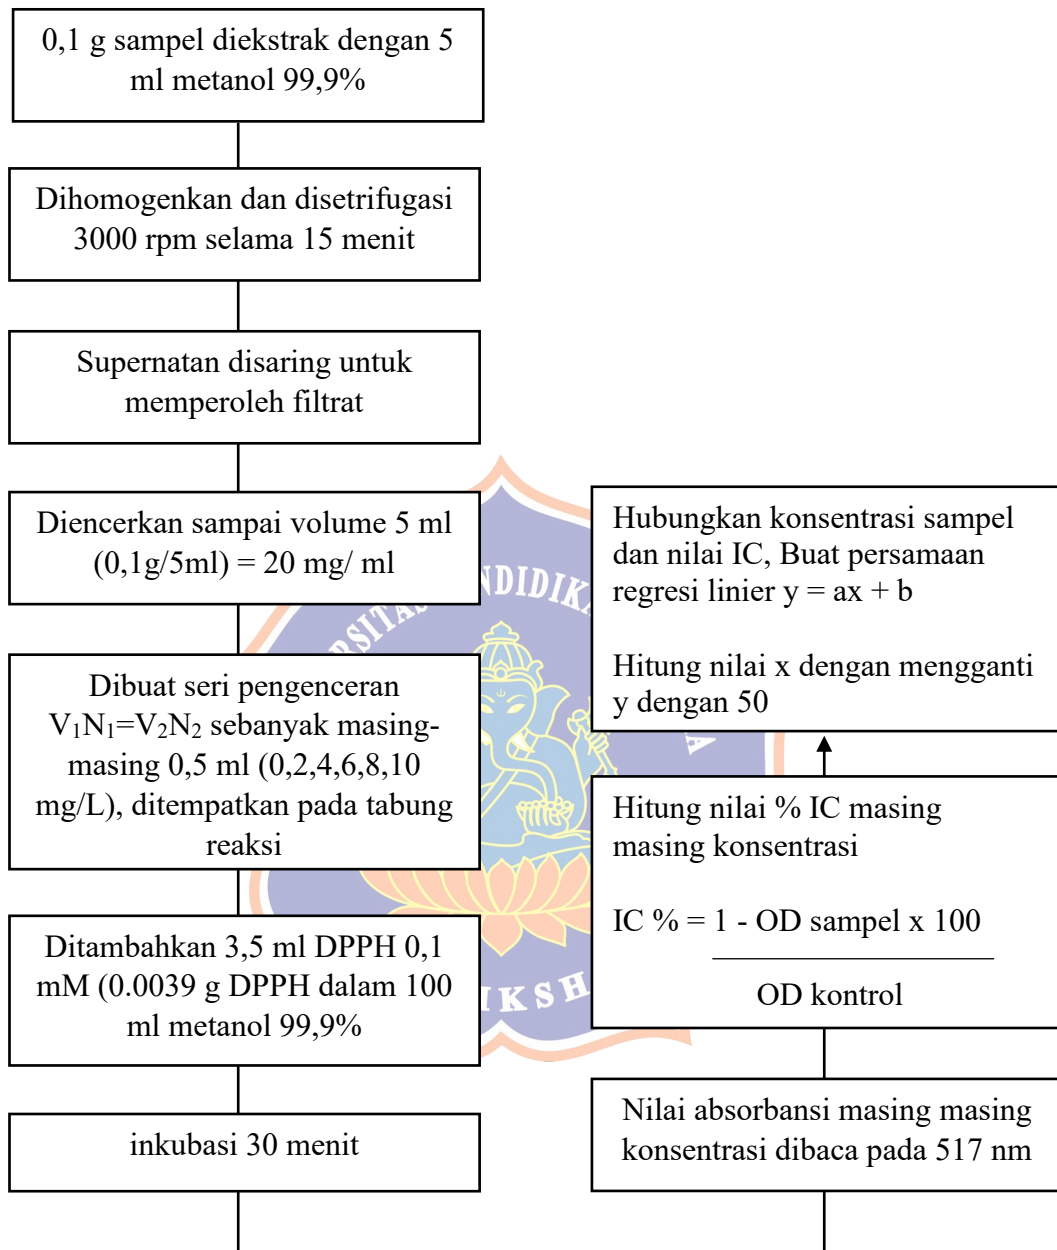 0,1 g sampel diekstrak dengan 5
ml metanol 99,9%
Dihomogenkan dan disetrifugasi
3000 rpm selama 15 menit
Supernatan disaring untuk
memperoleh filtrat
Diencerkan sampai volume 5 ml
(0,1g/5ml) = 20 mg/ ml
Dibuat seri pengenceran
V₁N₁=V₂N₂ sebanyak masing-
masing 0,5 ml (0,2,4,6,8,10
mg/L), ditempatkan pada tabung
reaksi
Ditambahkan 3,5 ml DPPH 0,1
mM (0.0039 g DPPH dalam 100
ml metanol 99,9%
inkubasi 30 menit
Nilai absorbansi masing masing
konsentrasi dibaca pada 517 nm
Hitung nilai % IC masing
masing konsentrasi
IC % = 1 - OD sampel x 100
OD kontrol
Hubungkan konsentrasi sampel
dan nilai IC, Buat persamaan
regresi linier y = ax + b
Hitung nilai x dengan mengganti
y dengan 50